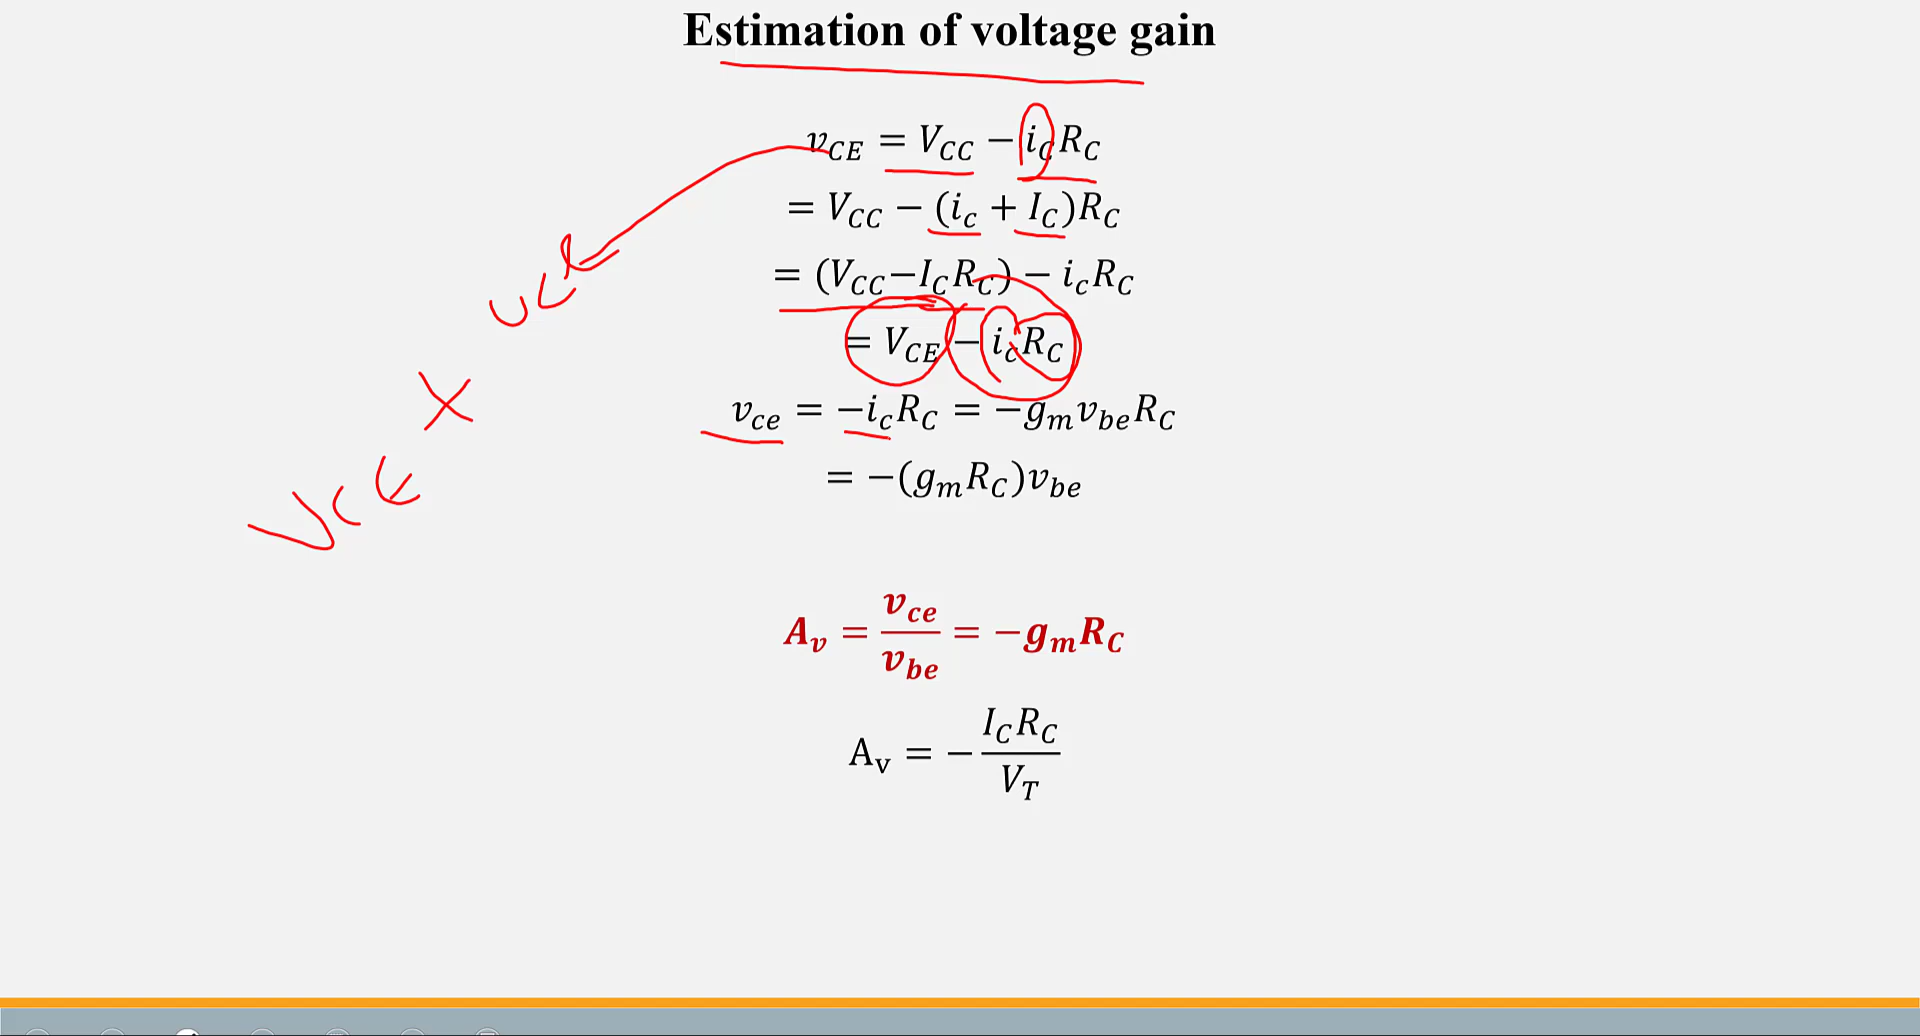 Estimation of voltage gain
v_CE = V_CC − i_C R_C
= V_CC − (i_c + I_C)R_C
= (V_CC−I_C R_C) − i_c R_C
= V_CE − i_c R_C
v_ce = −i_c R_C = −g_m v_be R_C
= −(g_m R_C)v_be
A_v = v_ce / v_be = −g_m R_C
A_v = − I_C R_C / V_T
V_CE + v_ce